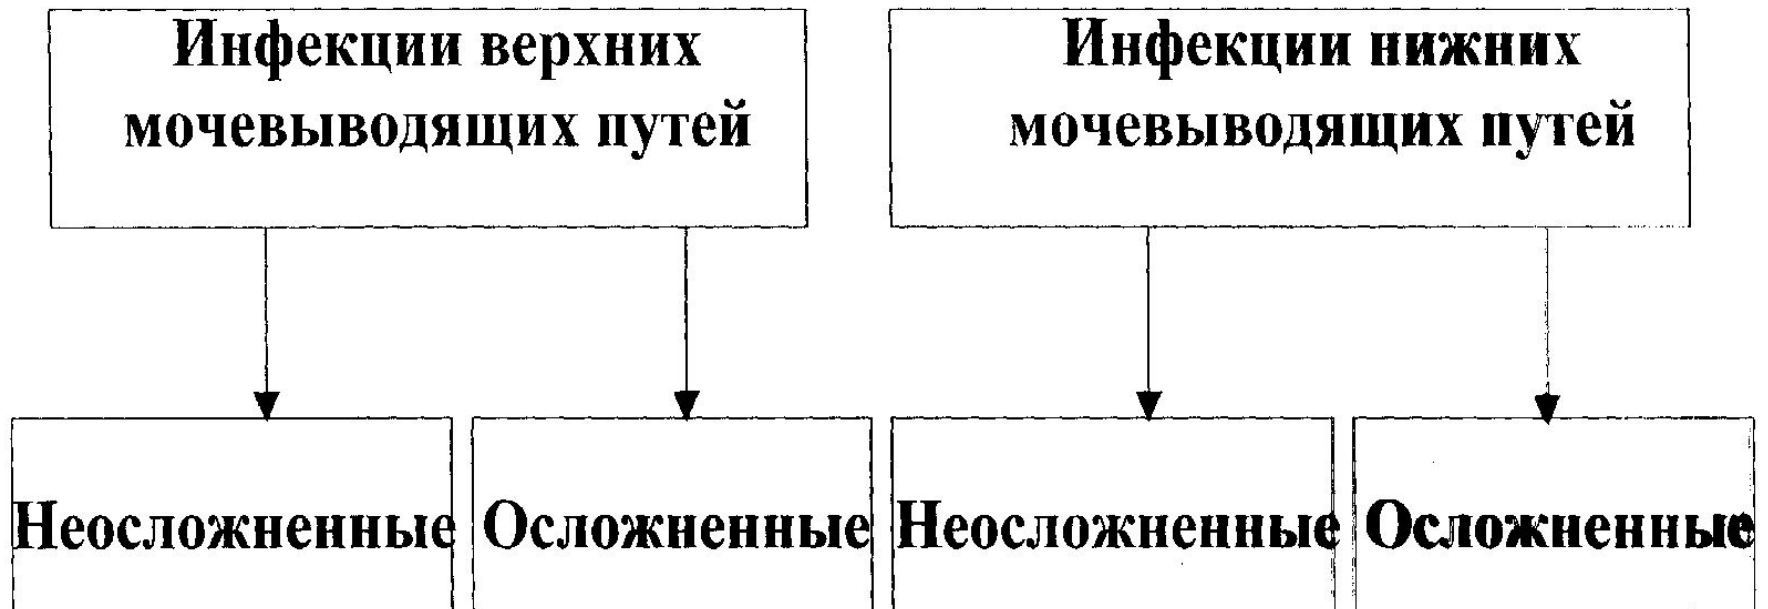 Инфекции верхних
мочевыводящих путей
Инфекции нижних
мочевыводящих путей
Неосложненные
Осложненные
Неосложненные
Осложненные